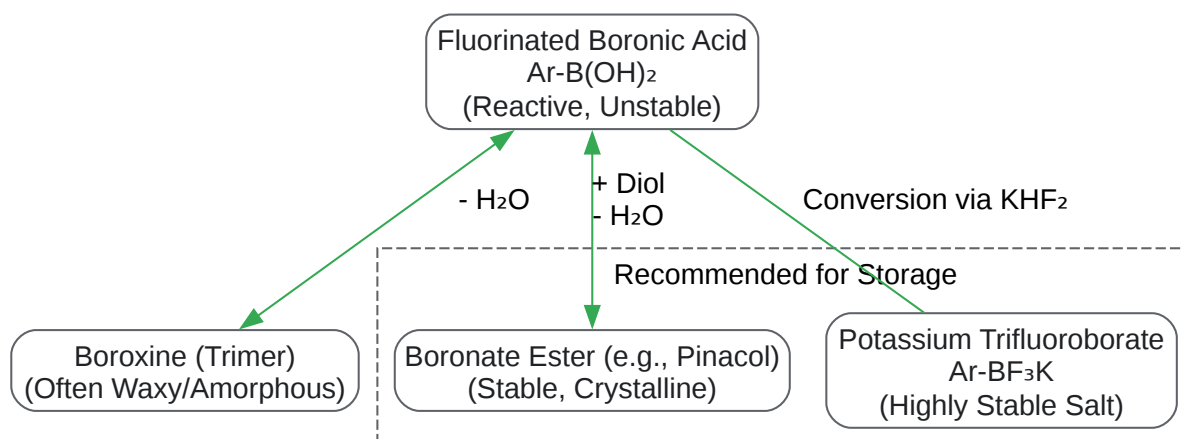 Fluorinated Boronic Acid
Ar-B(OH)₂
(Reactive, Unstable)
- H₂O
+ Diol
- H₂O
Conversion via KHF₂
Recommended for Storage
Boroxine (Trimer)
(Often Waxy/Amorphous)
Boronate Ester (e.g., Pinacol)
(Stable, Crystalline)
Potassium Trifluoroborate
Ar-BF₃K
(Highly Stable Salt)